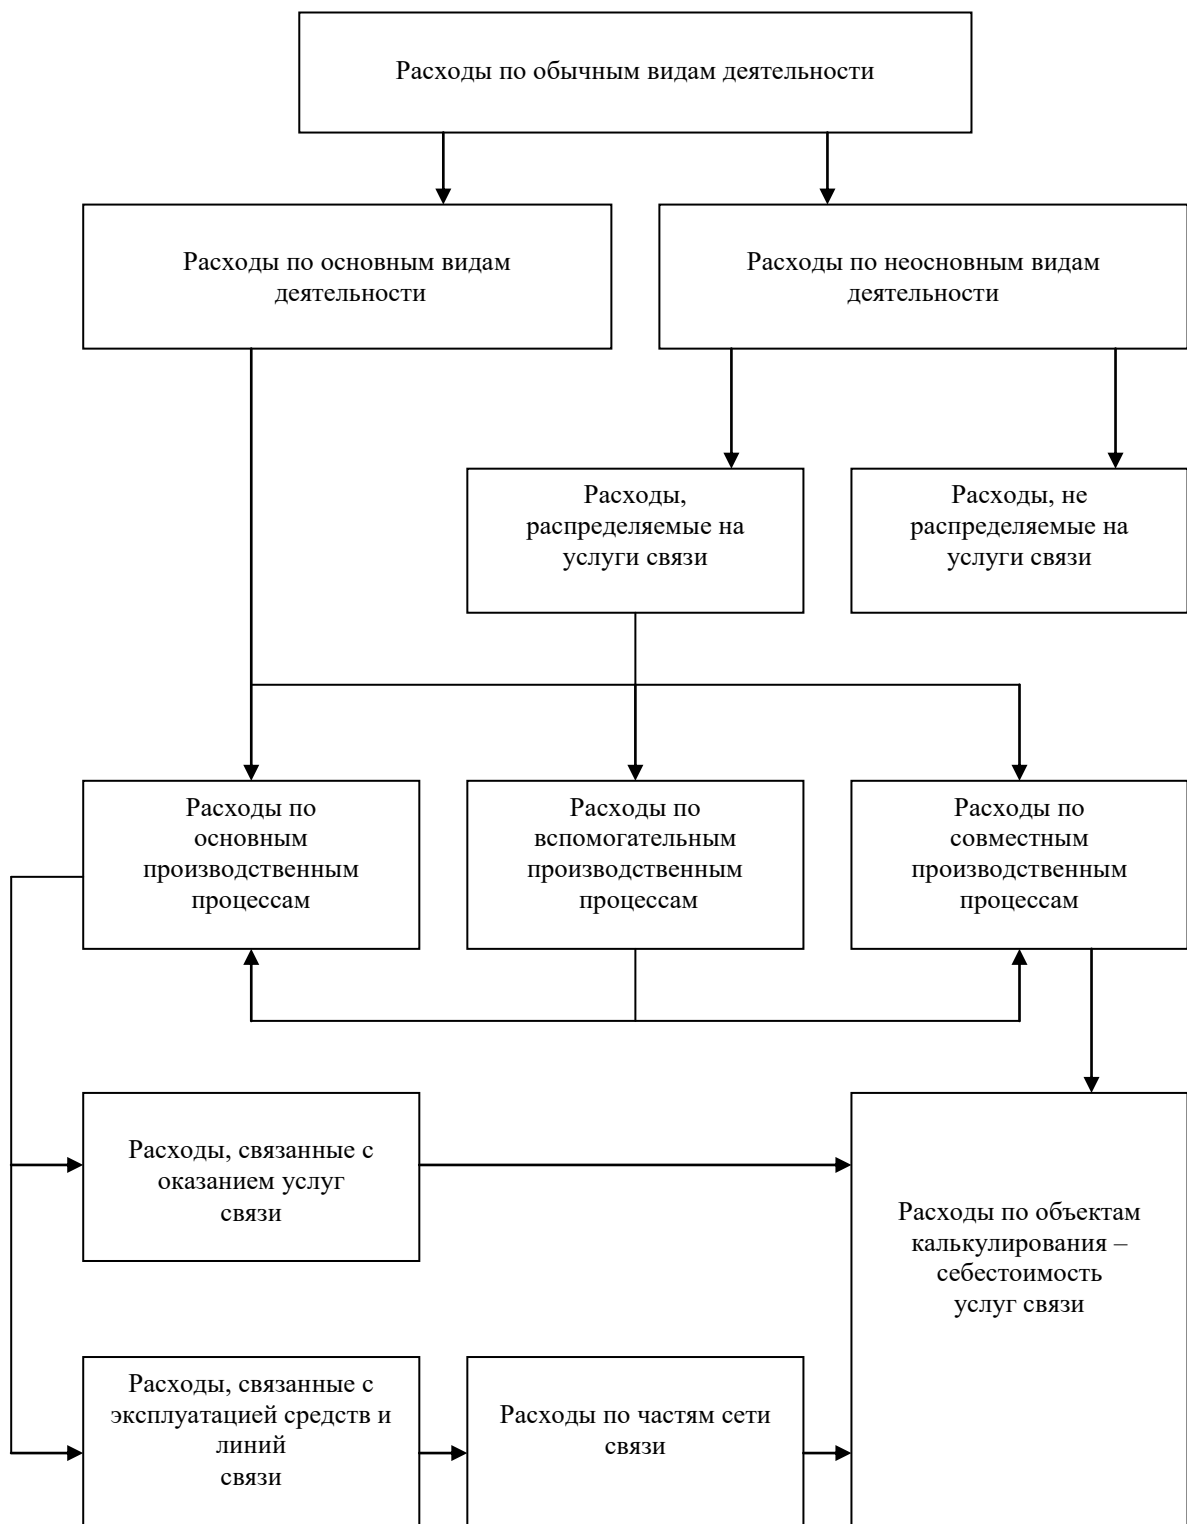 Расходы по обычным видам деятельности
Расходы по основным видам
деятельности
Расходы по неосновным видам
деятельности
Расходы,
распределяемые на
услуги связи
Расходы, не
распределяемые на
услуги связи
Расходы по
основным
производственным
процессам
Расходы по
вспомогательным
производственным
процессам
Расходы по
совместным
производственным
процессам
Расходы, связанные с
оказанием услуг
связи
Расходы по объектам
калькулирования –
себестоимость
услуг связи
Расходы, связанные с
эксплуатацией средств и
линий
связи
Расходы по частям сети
связи